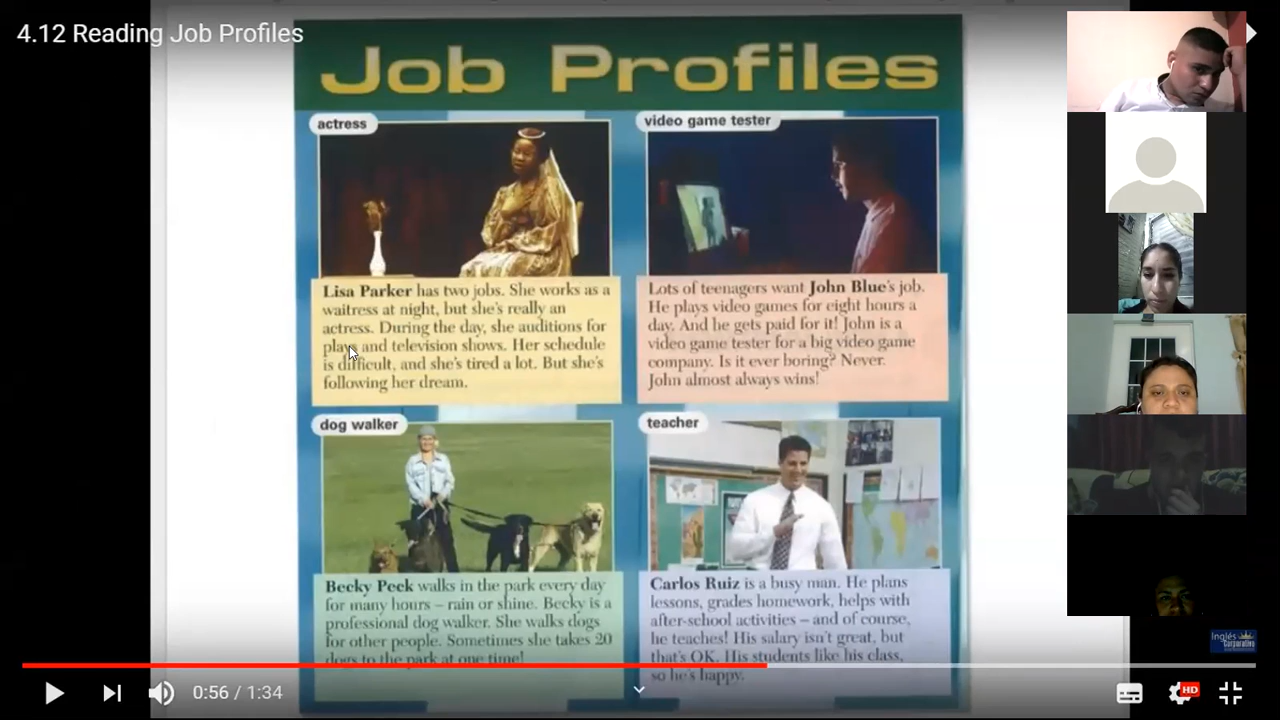 4.12 Reading Job Profiles
Job Profiles
actress
Lisa Parker has two jobs. She works as a
waitress at night, but she's really an
actress. During the day, she auditions for
plays and television shows. Her schedule
is difficult, and she's tired a lot. But she's
following her dream.
video game tester
Lots of teenagers want John Blue's job.
He plays video games for eight hours a
day. And he gets paid for it! John is a
video game tester for a big video game
company. Is it ever boring? Never.
John almost always wins!
dog walker
Becky Peck walks in the park every day
for many hours – rain or shine. Becky is a
professional dog walker. She walks dogs
for other people. Sometimes she takes 20
dogs to the park at one time!
teacher
Carlos Ruiz is a busy man. He plans
lessons, grades homework, helps with
after-school activities – and of course,
he teaches! His salary isn't great, but
that's OK. His students like his class,
so he's happy.
Inglés
Corporativo
0:56 / 1:34
HD